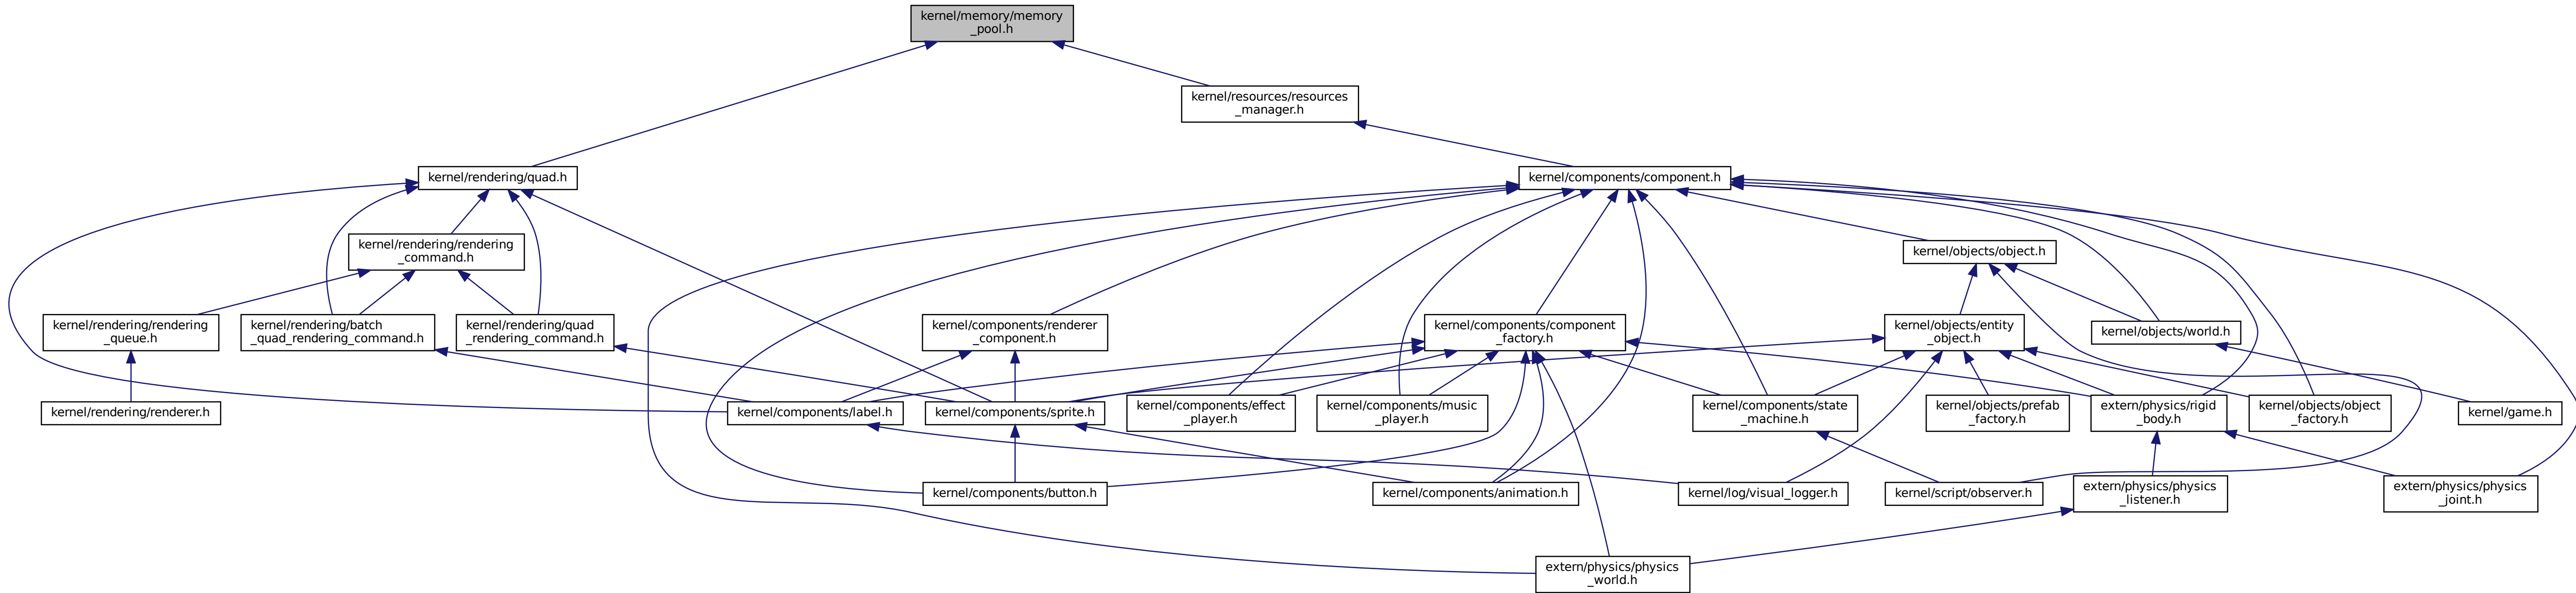 kernel/memory/memory
_pool.h
kernel/resources/resources
_manager.h
kernel/rendering/quad.h
kernel/components/component.h
kernel/rendering/rendering
_command.h
kernel/objects/object.h
kernel/rendering/rendering
_queue.h
kernel/rendering/batch
_quad_rendering_command.h
kernel/rendering/quad
_rendering_command.h
kernel/components/renderer
_component.h
kernel/components/component
_factory.h
kernel/objects/entity
_object.h
kernel/objects/world.h
kernel/rendering/renderer.h
kernel/components/label.h
kernel/components/sprite.h
kernel/components/effect
_player.h
kernel/components/music
_player.h
kernel/components/state
_machine.h
kernel/objects/prefab
_factory.h
extern/physics/rigid
_body.h
kernel/objects/object
_factory.h
kernel/game.h
kernel/components/button.h
kernel/components/animation.h
kernel/log/visual_logger.h
kernel/script/observer.h
extern/physics/physics
_listener.h
extern/physics/physics
_joint.h
extern/physics/physics
_world.h